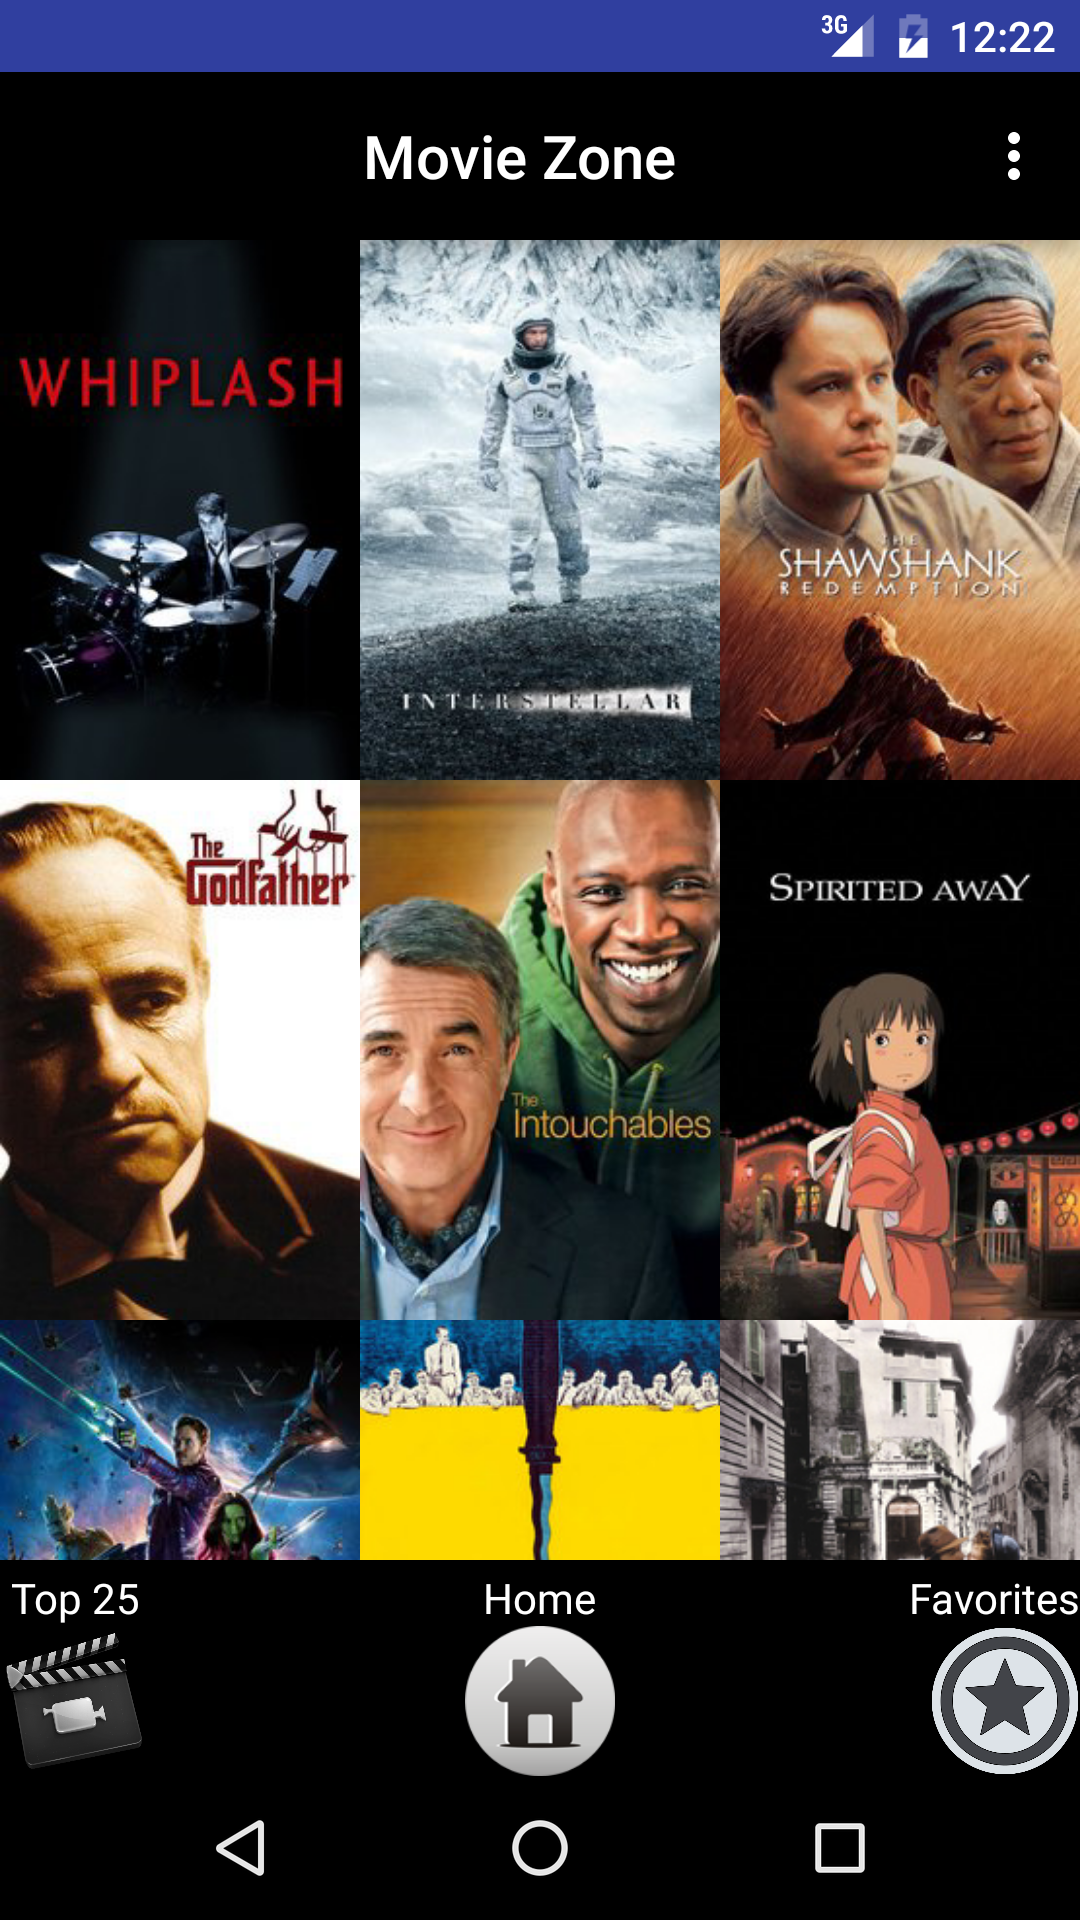 3G 12:22
Movie Zone
WHIPLASH
INTERSTELLAR
THE
SHAWSHANK
REDEMPTION
The
Godfather
The
Intouchables
SPIRITED AWAY
Top 25 Home Favorites